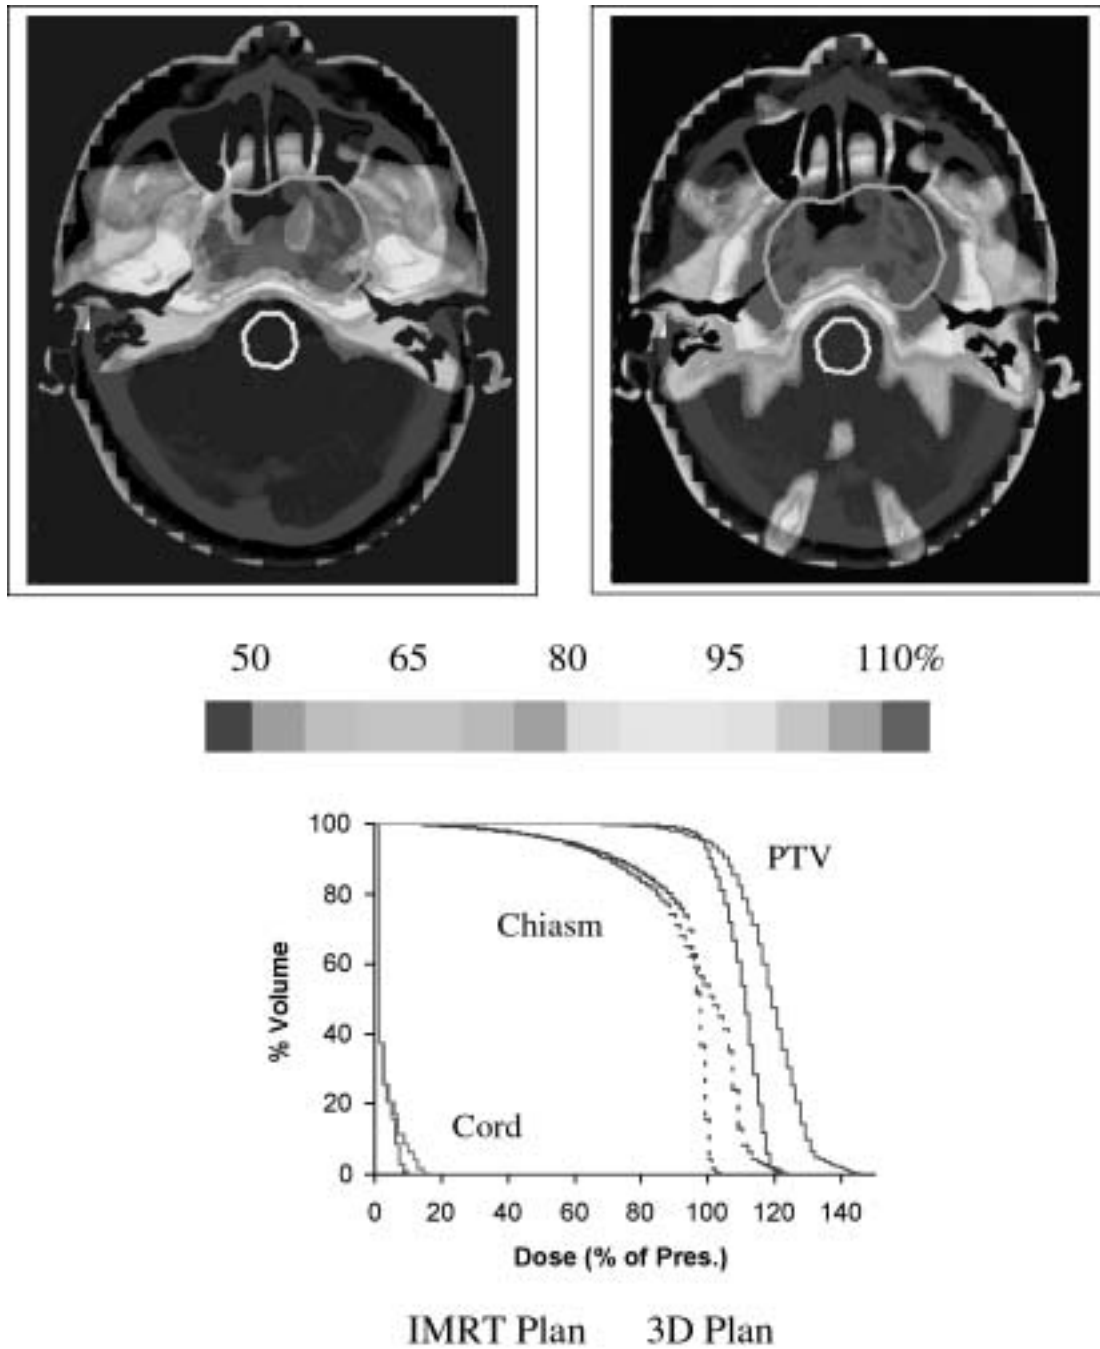 50 65 80 95 110%
100
80
60
40
20
0
% Volume
PTV
Chiasm
Cord
0 20 40 60 80 100 120 140
Dose (% of Pres.)
IMRT Plan 3D Plan